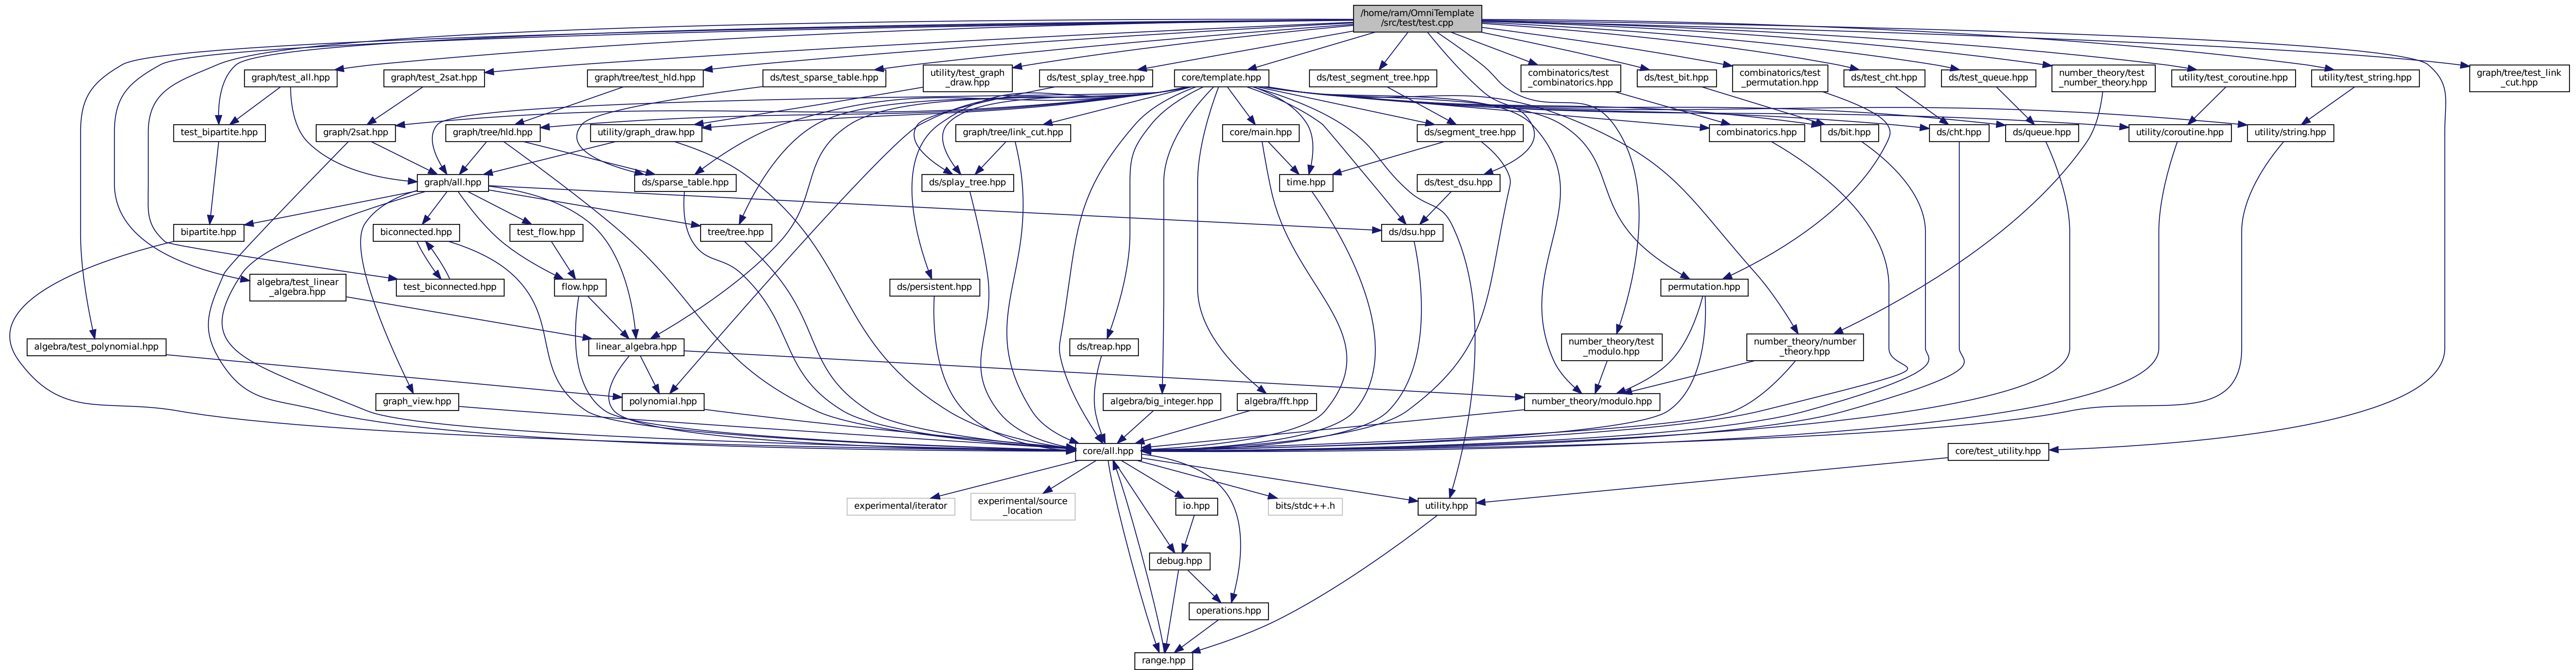 /home/ram/OmniTemplate
/src/test/test.cpp
graph/test_all.hpp
graph/test_2sat.hpp
graph/tree/test_hld.hpp
ds/test_sparse_table.hpp
utility/test_graph
_draw.hpp
ds/test_splay_tree.hpp
core/template.hpp
ds/test_segment_tree.hpp
combinatorics/test
_combinatorics.hpp
ds/test_bit.hpp
combinatorics/test
_permutation.hpp
ds/test_cht.hpp
ds/test_queue.hpp
number_theory/test
_number_theory.hpp
utility/test_coroutine.hpp
utility/test_string.hpp
graph/tree/test_link
_cut.hpp
test_bipartite.hpp
graph/2sat.hpp
graph/tree/hld.hpp
utility/graph_draw.hpp
graph/tree/link_cut.hpp
core/main.hpp
ds/segment_tree.hpp
combinatorics.hpp
ds/bit.hpp
ds/cht.hpp
ds/queue.hpp
utility/coroutine.hpp
utility/string.hpp
graph/all.hpp
ds/sparse_table.hpp
ds/splay_tree.hpp
time.hpp
ds/test_dsu.hpp
bipartite.hpp
biconnected.hpp
test_flow.hpp
tree/tree.hpp
ds/dsu.hpp
algebra/test_linear
_algebra.hpp
test_biconnected.hpp
flow.hpp
ds/persistent.hpp
permutation.hpp
algebra/test_polynomial.hpp
linear_algebra.hpp
ds/treap.hpp
number_theory/test
_modulo.hpp
number_theory/number
_theory.hpp
graph_view.hpp
polynomial.hpp
algebra/big_integer.hpp
algebra/fft.hpp
number_theory/modulo.hpp
core/all.hpp
core/test_utility.hpp
experimental/iterator
experimental/source
_location
io.hpp
bits/stdc++.h
utility.hpp
debug.hpp
operations.hpp
range.hpp